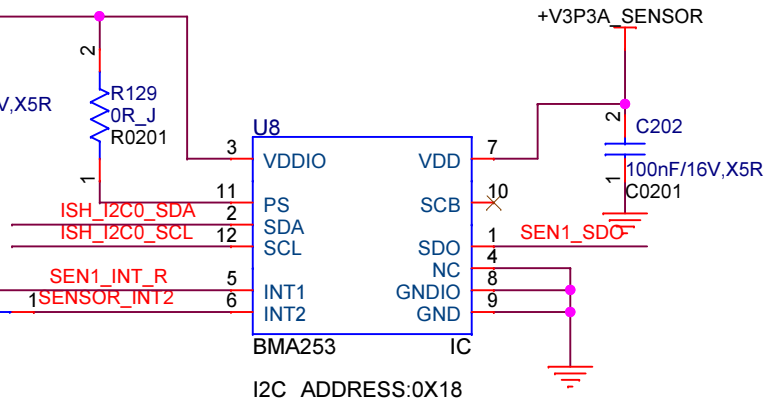 +V3P3A_SENSOR
2
R129
0R_J
R0201
1
V,X5R
2
C202
100nF/16V,X5R
C0201
1
U8
3 VDDIO VDD 7
11 PS SCB 10
ISH_I2C0_SDA 2 SDA
ISH_I2C0_SCL 12 SCL SDO 1 SEN1_SDO
NC 4
SEN1_INT_R 5 INT1 GNDIO 8
1 SENSOR_INT2 6 INT2 GND 9
BMA253 IC
I2C ADDRESS:0X18